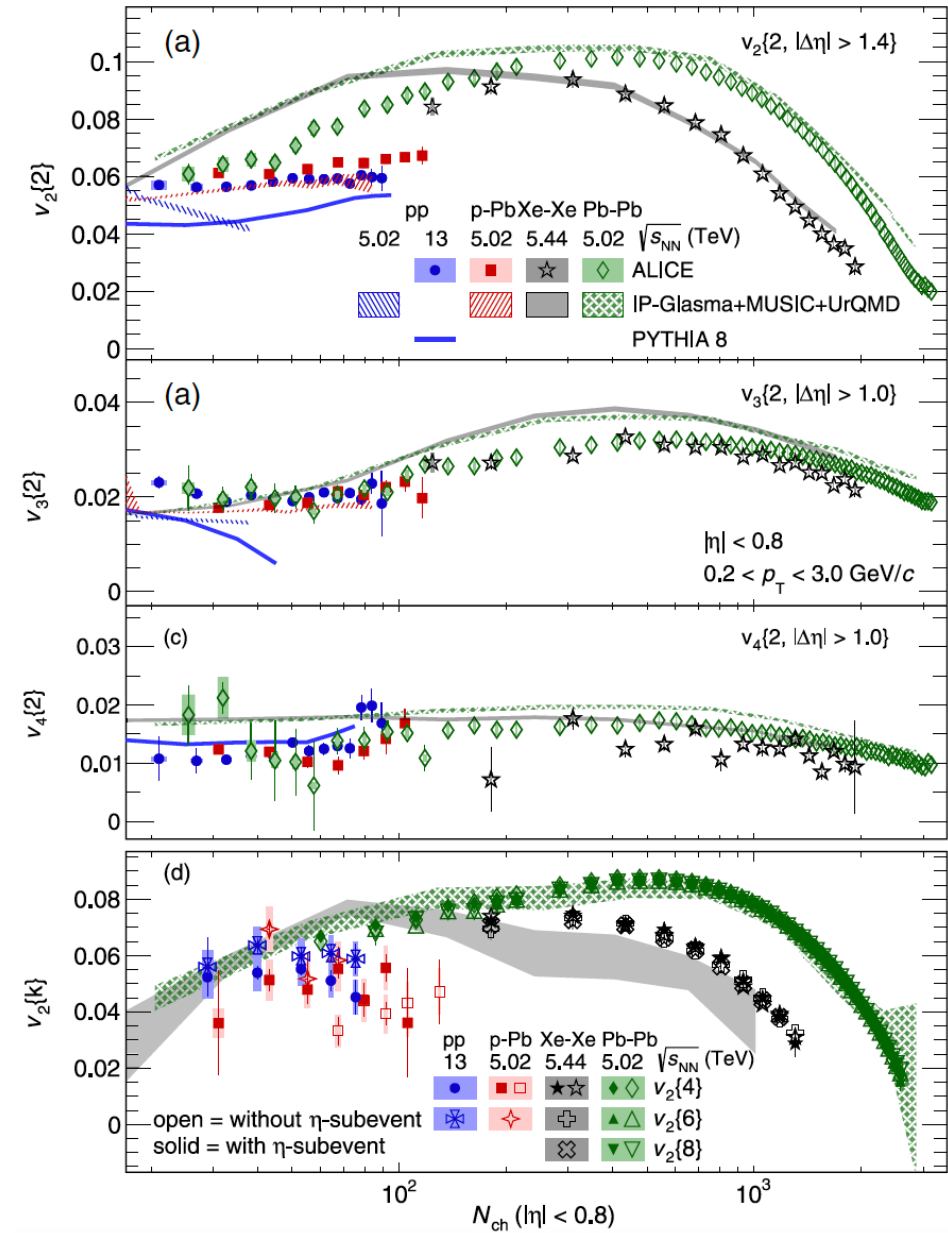 (a)
v₂{2, |Δη| > 1.4}
0.1
0.08
0.06
0.04
0.02
0
v₂{2}
pp p-Pb Xe-Xe Pb-Pb
5.02 13 5.02 5.44 5.02 √s_NN (TeV)
ALICE
IP-Glasma+MUSIC+UrQMD
PYTHIA 8
(a)
v₃{2, |Δη| > 1.0}
0.04
0.02
0
v₃{2}
|η| < 0.8
0.2 < p_T < 3.0 GeV/c
(c)
v₄{2, |Δη| > 1.0}
0.03
0.02
0.01
0
v₄{2}
(d)
0.08
0.06
0.04
0.02
0
v₂{k}
pp p-Pb Xe-Xe Pb-Pb
13 5.02 5.44 5.02 √s_NN (TeV)
v₂{4}
open = without η-subevent v₂{6}
solid = with η-subevent v₂{8}
10² 10³
N_ch (|η| < 0.8)